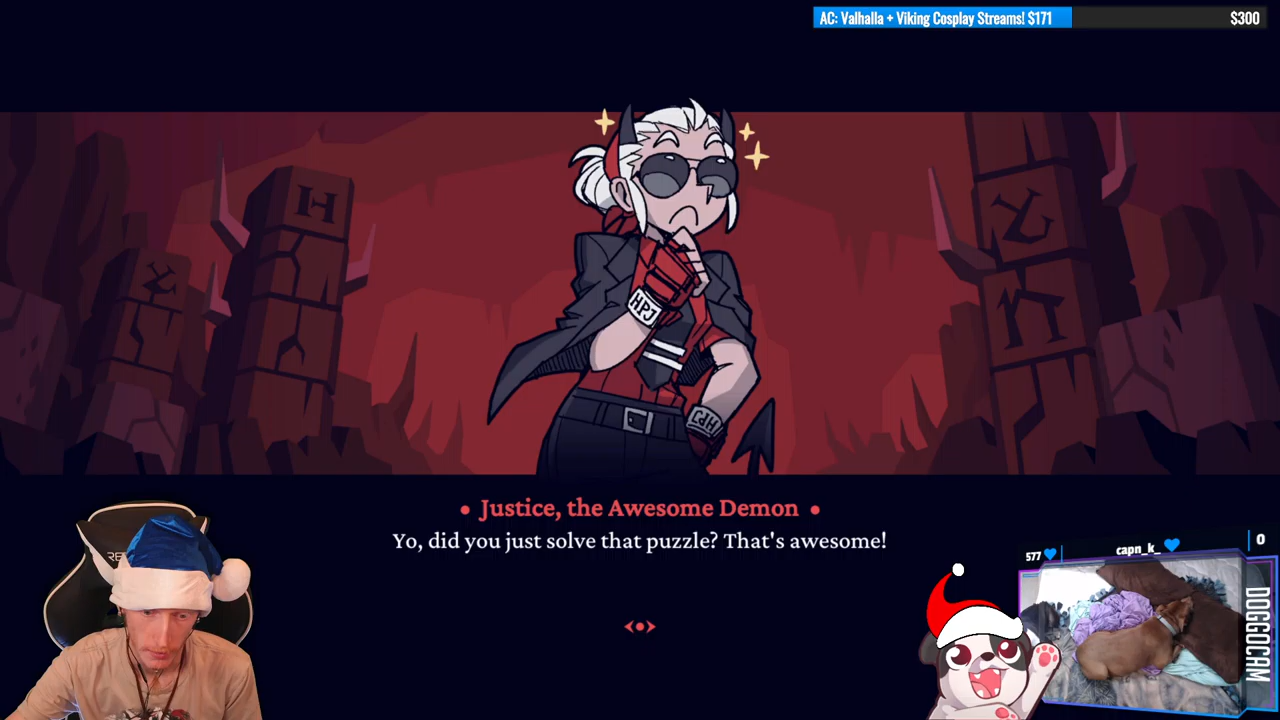 AC: Valhalla + Viking Cosplay Streams! $171
$300
HPJ
HPJ
• Justice, the Awesome Demon •
Yo, did you just solve that puzzle? That's awesome!
577
capn_k_
0
DOGGOCAM